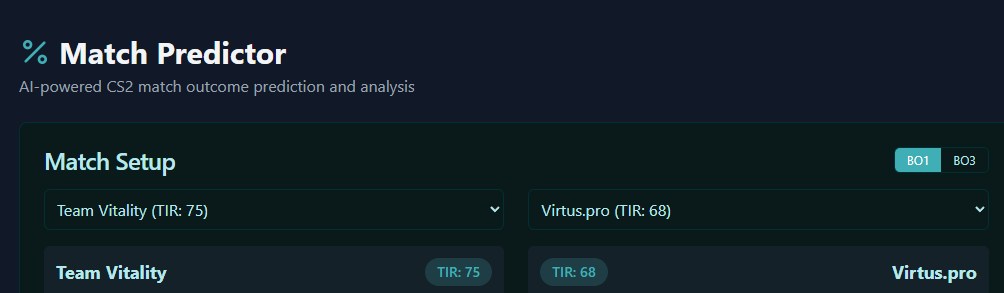 % Match Predictor
AI-powered CS2 match outcome prediction and analysis
Match Setup
BO1 BO3
Team Vitality (TIR: 75)
Virtus.pro (TIR: 68)
Team Vitality
TIR: 75
TIR: 68
Virtus.pro